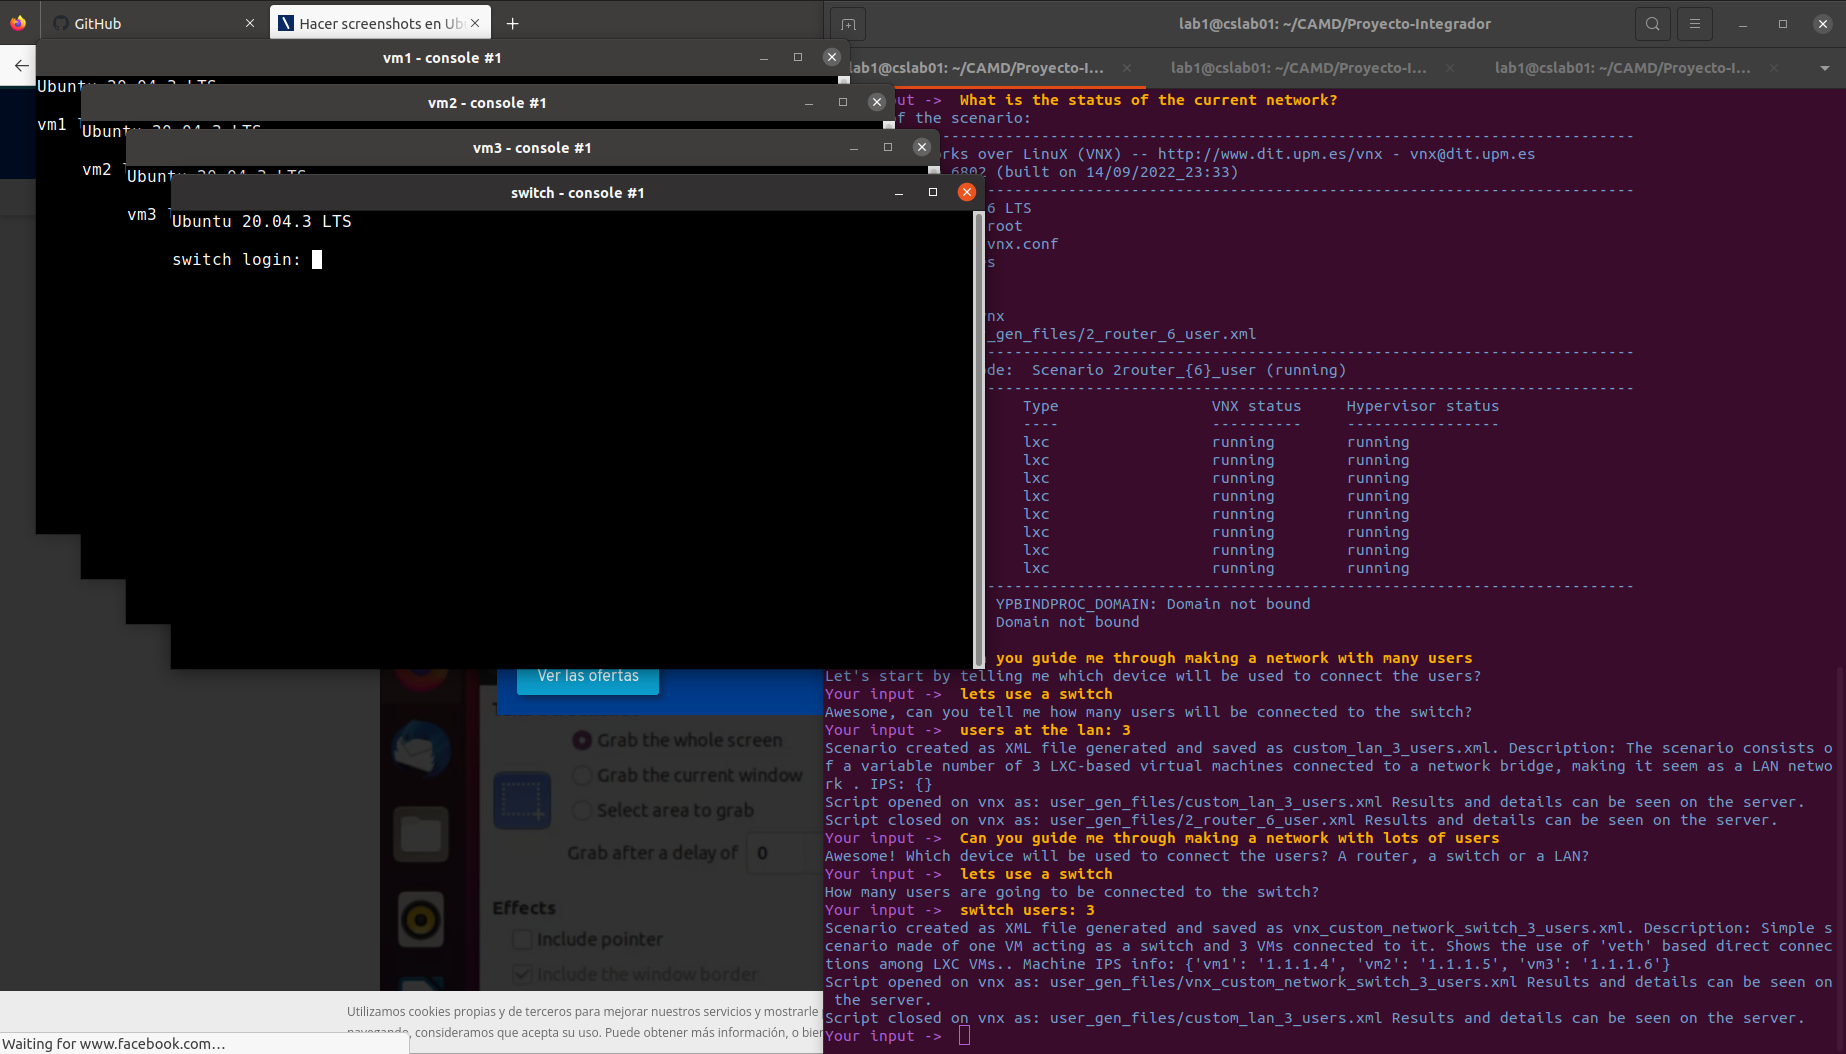 GitHub
Hacer screenshots en Ub
lab1@cslab01: ~/CAMD/Proyecto-Integrador
lab1@cslab01: ~/CAMD/Proyecto-I...
lab1@cslab01: ~/CAMD/Proyecto-I...
lab1@cslab01: ~/CAMD/Proyecto-I...
vm1 - console #1
Ubuntu 20.04.3 LTS
vm1
vm2 - console #1
Ubuntu 20.04.3 LTS
vm2
vm3 - console #1
Ubuntu 20.04.3 LTS
vm3
switch - console #1
Ubuntu 20.04.3 LTS
switch login:
Ver las ofertas
Grab the whole screen
Grab the current window
Select area to grab
Grab after a delay of 0
Effects
Include pointer
Include the window border
Utilizamos cookies propias y de terceros para mejorar nuestros servicios y mostrarle
navegando, consideramos que acepta su uso. Puede obtener más información, o bien
Waiting for www.facebook.com...
ut -> What is the status of the current network?
f the scenario:
rks over LinuX (VNX) -- http://www.dit.upm.es/vnx - vnx@dit.upm.es
6802 (built on 14/09/2022_23:33)
6 LTS
root
vnx.conf
s
nx
_gen_files/2_router_6_user.xml
de: Scenario 2router_{6}_user (running)
Type VNX status Hypervisor status
---- ---------- -----------------
lxc running running
lxc running running
lxc running running
lxc running running
lxc running running
lxc running running
lxc running running
lxc running running
YPBINDPROC_DOMAIN: Domain not bound
Domain not bound
you guide me through making a network with many users
Let's start by telling me which device will be used to connect the users?
Your input -> lets use a switch
Awesome, can you tell me how many users will be connected to the switch?
Your input -> users at the lan: 3
Scenario created as XML file generated and saved as custom_lan_3_users.xml. Description: The scenario consists o
f a variable number of 3 LXC-based virtual machines connected to a network bridge, making it seem as a LAN netwo
rk . IPS: {}
Script opened on vnx as: user_gen_files/custom_lan_3_users.xml Results and details can be seen on the server.
Script closed on vnx as: user_gen_files/2_router_6_user.xml Results and details can be seen on the server.
Your input -> Can you guide me through making a network with lots of users
Awesome! Which device will be used to connect the users? A router, a switch or a LAN?
Your input -> lets use a switch
How many users are going to be connected to the switch?
Your input -> switch users: 3
Scenario created as XML file generated and saved as vnx_custom_network_switch_3_users.xml. Description: Simple s
cenario made of one VM acting as a switch and 3 VMs connected to it. Shows the use of 'veth' based direct connec
tions among LXC VMs.. Machine IPS info: {'vm1': '1.1.1.4', 'vm2': '1.1.1.5', 'vm3': '1.1.1.6'}
Script opened on vnx as: user_gen_files/vnx_custom_network_switch_3_users.xml Results and details can be seen on
the server.
Script closed on vnx as: user_gen_files/custom_lan_3_users.xml Results and details can be seen on the server.
Your input ->